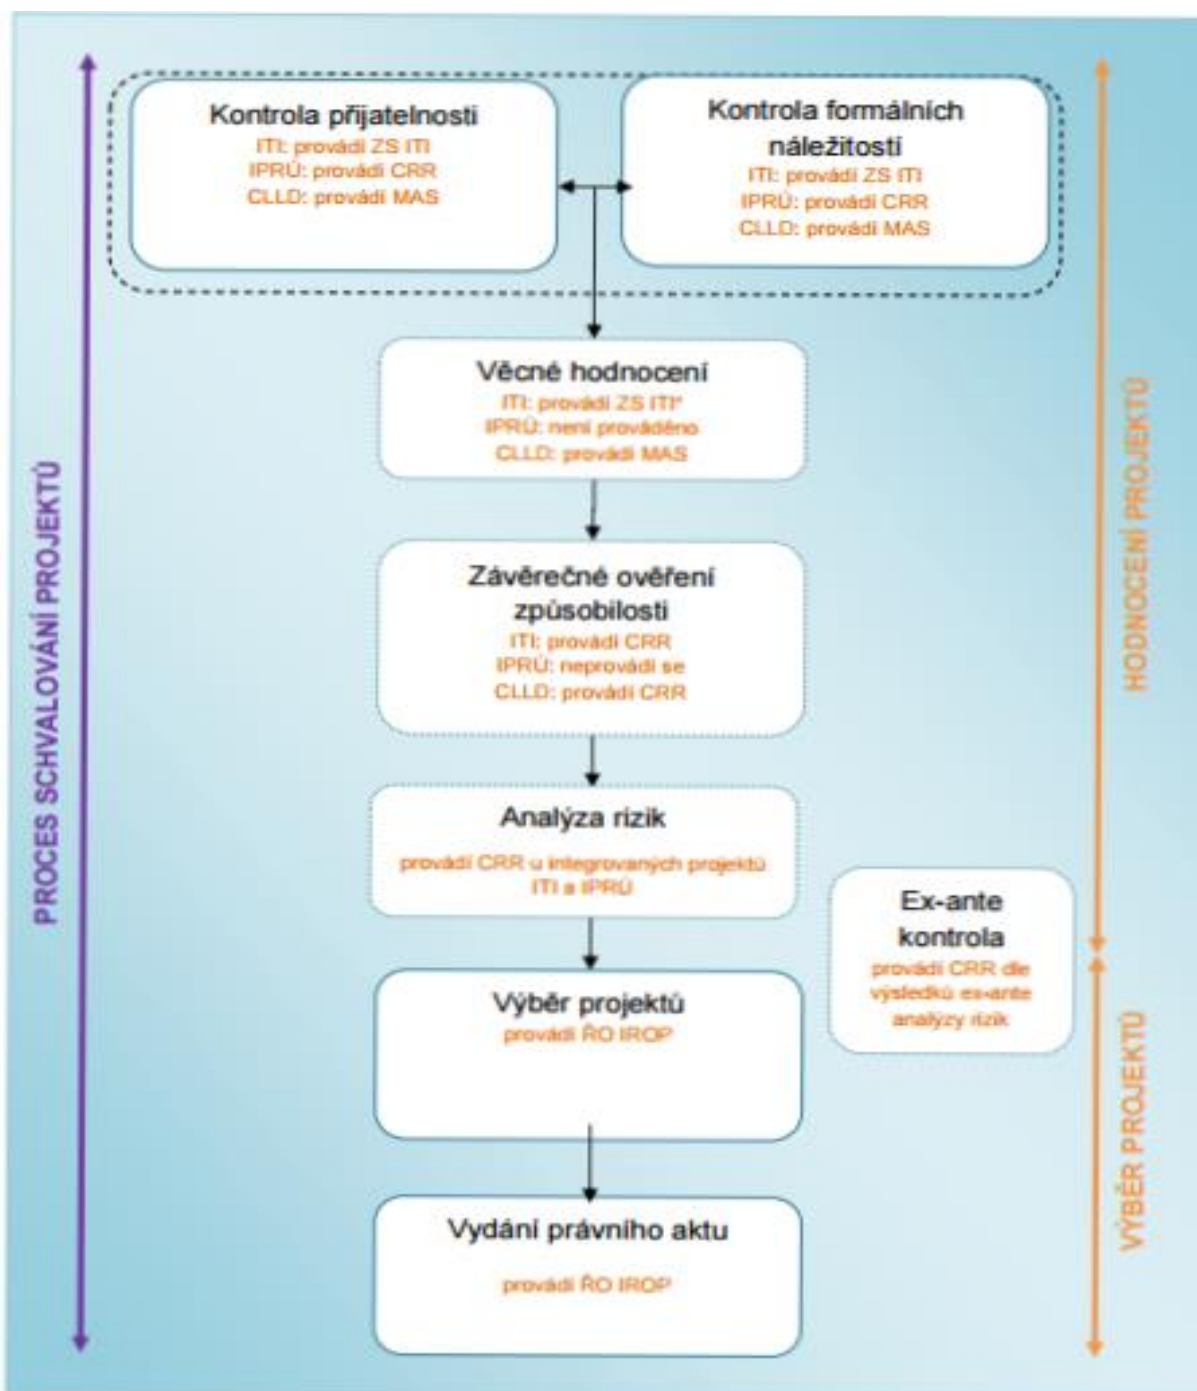 Kontrola přijatelnosti
ITI: provádí ZS ITI
IPRÚ: provádí CRR
CLLD: provádí MAS
Kontrola formálních
náležitostí
ITI: provádí ZS ITI
IPRÚ: provádí CRR
CLLD: provádí MAS
Věcné hodnocení
ITI: provádí ZS ITI*
IPRÚ: není prováděno
CLLD: provádí MAS
Závěrečné ověření
způsobilosti
ITI: provádí CRR
IPRÚ: neprovádí se
CLLD: provádí CRR
Analýza rizik
provádí CRR u integrovaných projektů
ITI a IPRÚ
Ex-ante
kontrola
provádí CRR dle
výsledků ex-ante
analýzy rizik
Výběr projektů
provádí ŘO IROP
Vydání právního aktu
provádí ŘO IROP
PROCES SCHVALOVÁNÍ PROJEKTŮ
HODNOCENÍ PROJEKTŮ
VÝBĚR PROJEKTŮ